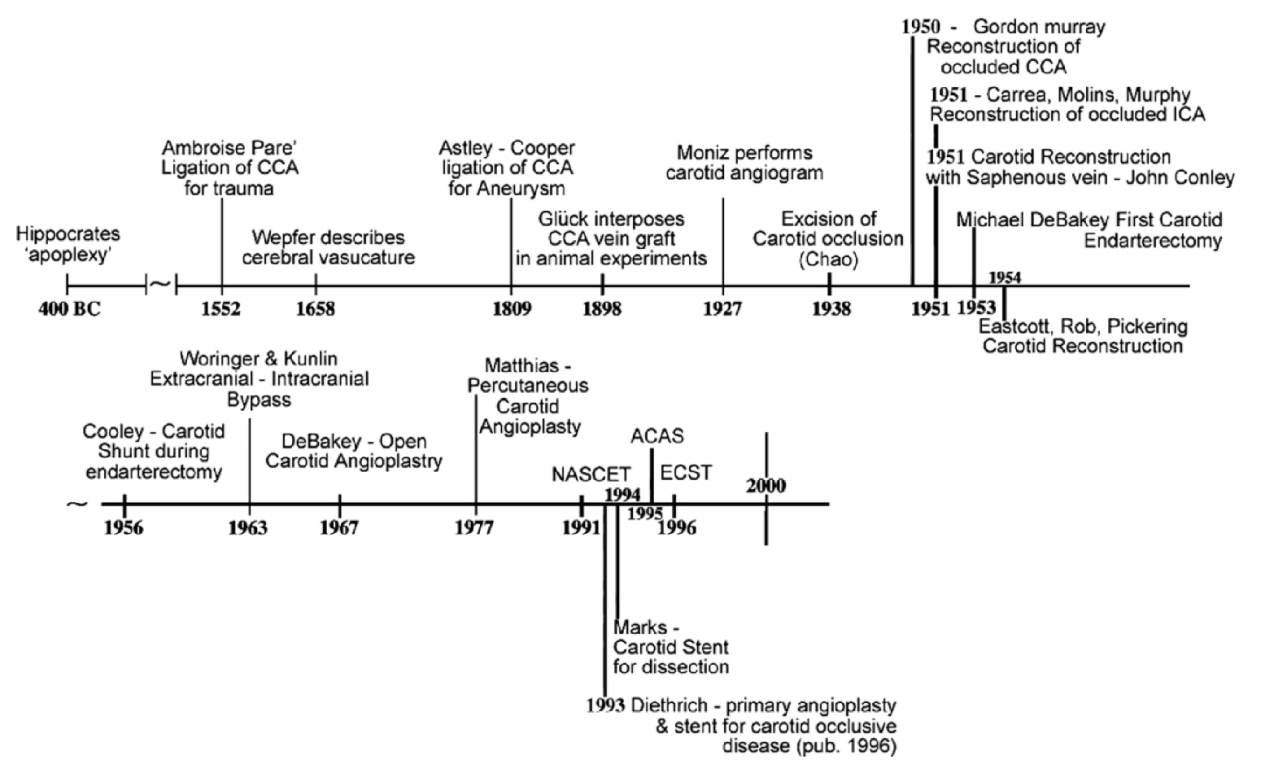 1950 - Gordon murray
Reconstruction of
occluded CCA
1951 - Carrea, Molins, Murphy
Reconstruction of occluded ICA
Ambroise Pare'
Ligation of CCA
for trauma
Astley - Cooper
ligation of CCA
for Aneurysm
Moniz performs
carotid angiogram
1951 Carotid Reconstruction
with Saphenous vein - John Conley
Hippocrates
'apoplexy'
Wepfer describes
cerebral vasucature
Glück interposes
CCA vein graft
in animal experiments
Excision of
Carotid occlusion
(Chao)
Michael DeBakey First Carotid
Endarterectomy
1954
400 BC
1552
1658
1809
1898
1927
1938
1951
1953
Eastcott, Rob, Pickering
Carotid Reconstruction
Woringer & Kunlin
Extracranial - Intracranial
Bypass
Matthias -
Percutaneous
Carotid
Angioplasty
Cooley - Carotid
Shunt during
endarterectomy
DeBakey - Open
Carotid Angioplastry
NASCET
ACAS
ECST
1994
2000
1956
1963
1967
1977
1991
1995
1996
Marks -
Carotid Stent
for dissection
1993 Diethrich - primary angioplasty
& stent for carotid occlusive
disease (pub. 1996)